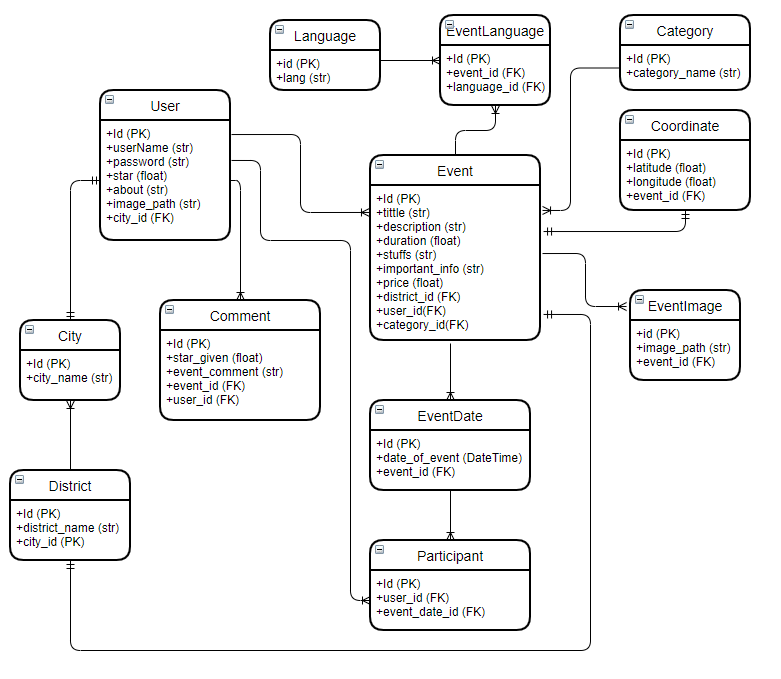 Language
+id (PK)
+lang (str)
EventLanguage
+Id (PK)
+event_id (FK)
+language_id (FK)
Category
+Id (PK)
+category_name (str)
User
+Id (PK)
+userName (str)
+password (str)
+star (float)
+about (str)
+image_path (str)
+city_id (FK)
Coordinate
+Id (PK)
+latitude (float)
+longitude (float)
+event_id (FK)
Event
+Id (PK)
+tittle (str)
+description (str)
+duration (float)
+stuffs (str)
+important_info (str)
+price (float)
+district_id (FK)
+user_id(FK)
+category_id(FK)
EventImage
+id (PK)
+image_path (str)
+event_id (FK)
Comment
+Id (PK)
+star_given (float)
+event_comment (str)
+event_id (FK)
+user_id (FK)
City
+Id (PK)
+city_name (str)
EventDate
+Id (PK)
+date_of_event (DateTime)
+event_id (FK)
District
+Id (PK)
+district_name (str)
+city_id (PK)
Participant
+Id (PK)
+user_id (FK)
+event_date_id (FK)